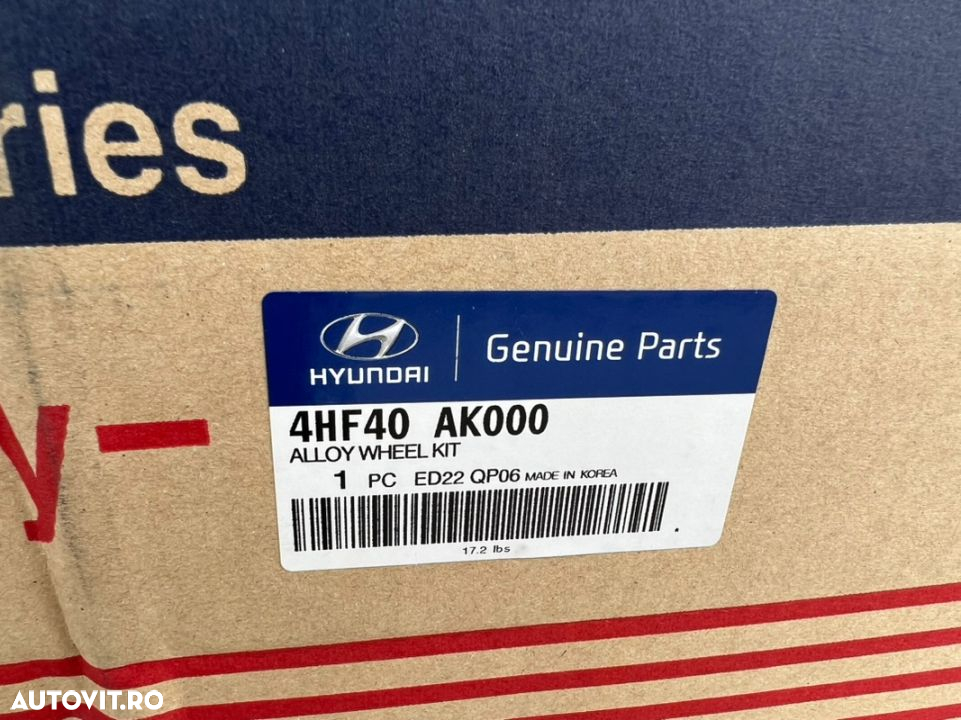 ries
HYUNDAI
Genuine Parts
4HF40 AK000
ALLOY WHEEL KIT
1 PC ED22 QP06 MADE IN KOREA
17.2 lbs
y-
AUTOVIT.RO